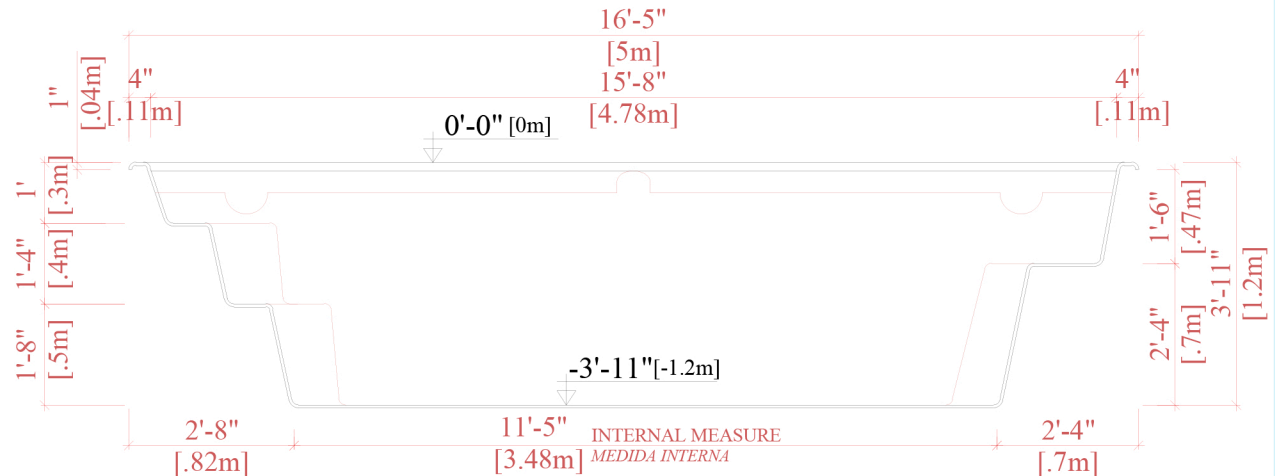 16'-5"
[5m]
4"
[.11m]
15'-8"
[4.78m]
4"
[.11m]
1"
[.04m]
0'-0" [0m]
1'
[.3m]
1'-4"
[.4m]
1'-8"
[.5m]
1'-6"
[.47m]
2'-4"
[.7m]
3'-11"
[1.2m]
-3'-11"[-1.2m]
2'-8"
[.82m]
11'-5"
[3.48m]
INTERNAL MEASURE
MEDIDA INTERNA
2'-4"
[.7m]